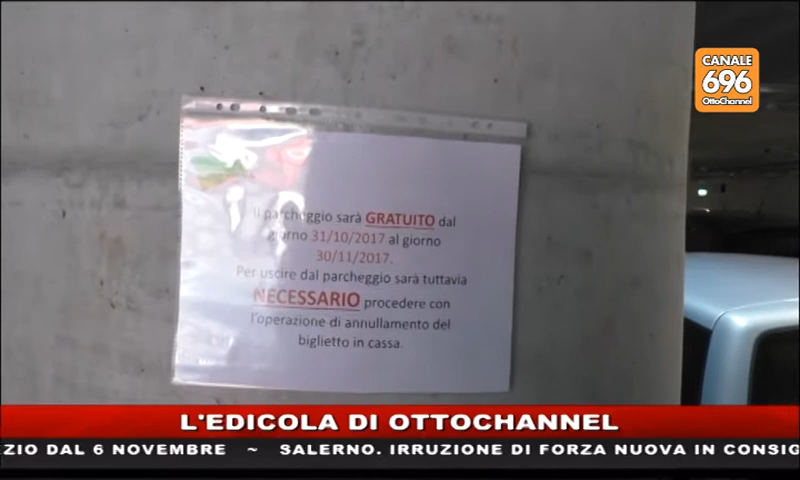 CANALE
696
OttoChannel
Il parcheggio sarà GRATUITO dal
giorno 31/10/2017 al giorno
30/11/2017.
Per uscire dal parcheggio sarà tuttavia
NECESSARIO procedere con
l'operazione di annullamento del
biglietto in cassa.
L'EDICOLA DI OTTOCHANNEL
RZIO DAL 6 NOVEMBRE ~ SALERNO. IRRUZIONE DI FORZA NUOVA IN CONSIG